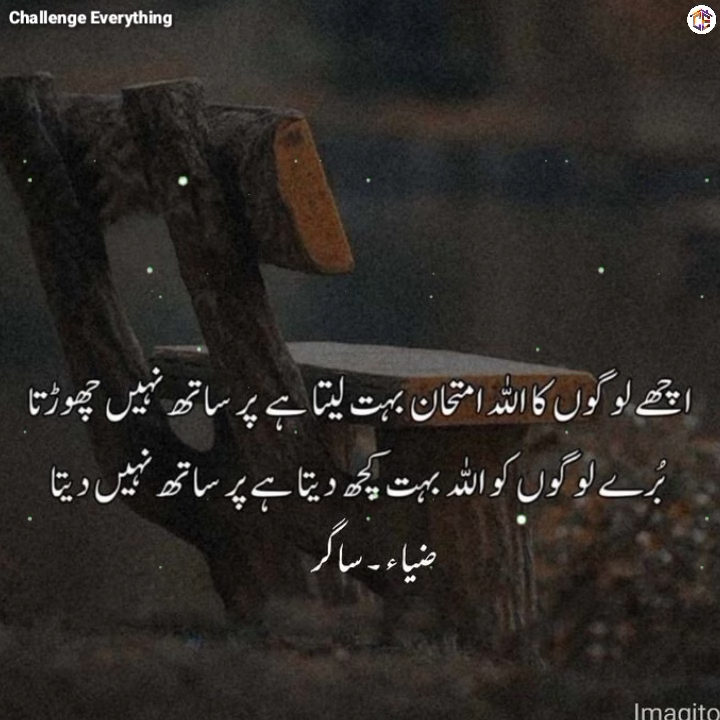 Challenge Everything
اچھے لوگوں کا اللہ امتحان بہت لیتا ہے پر ساتھ نہیں چھوڑتا
بُرے لوگوں کو اللہ بہت کچھ دیتا ہے پر ساتھ نہیں دیتا
ضیاء۔ساگر
Imagito